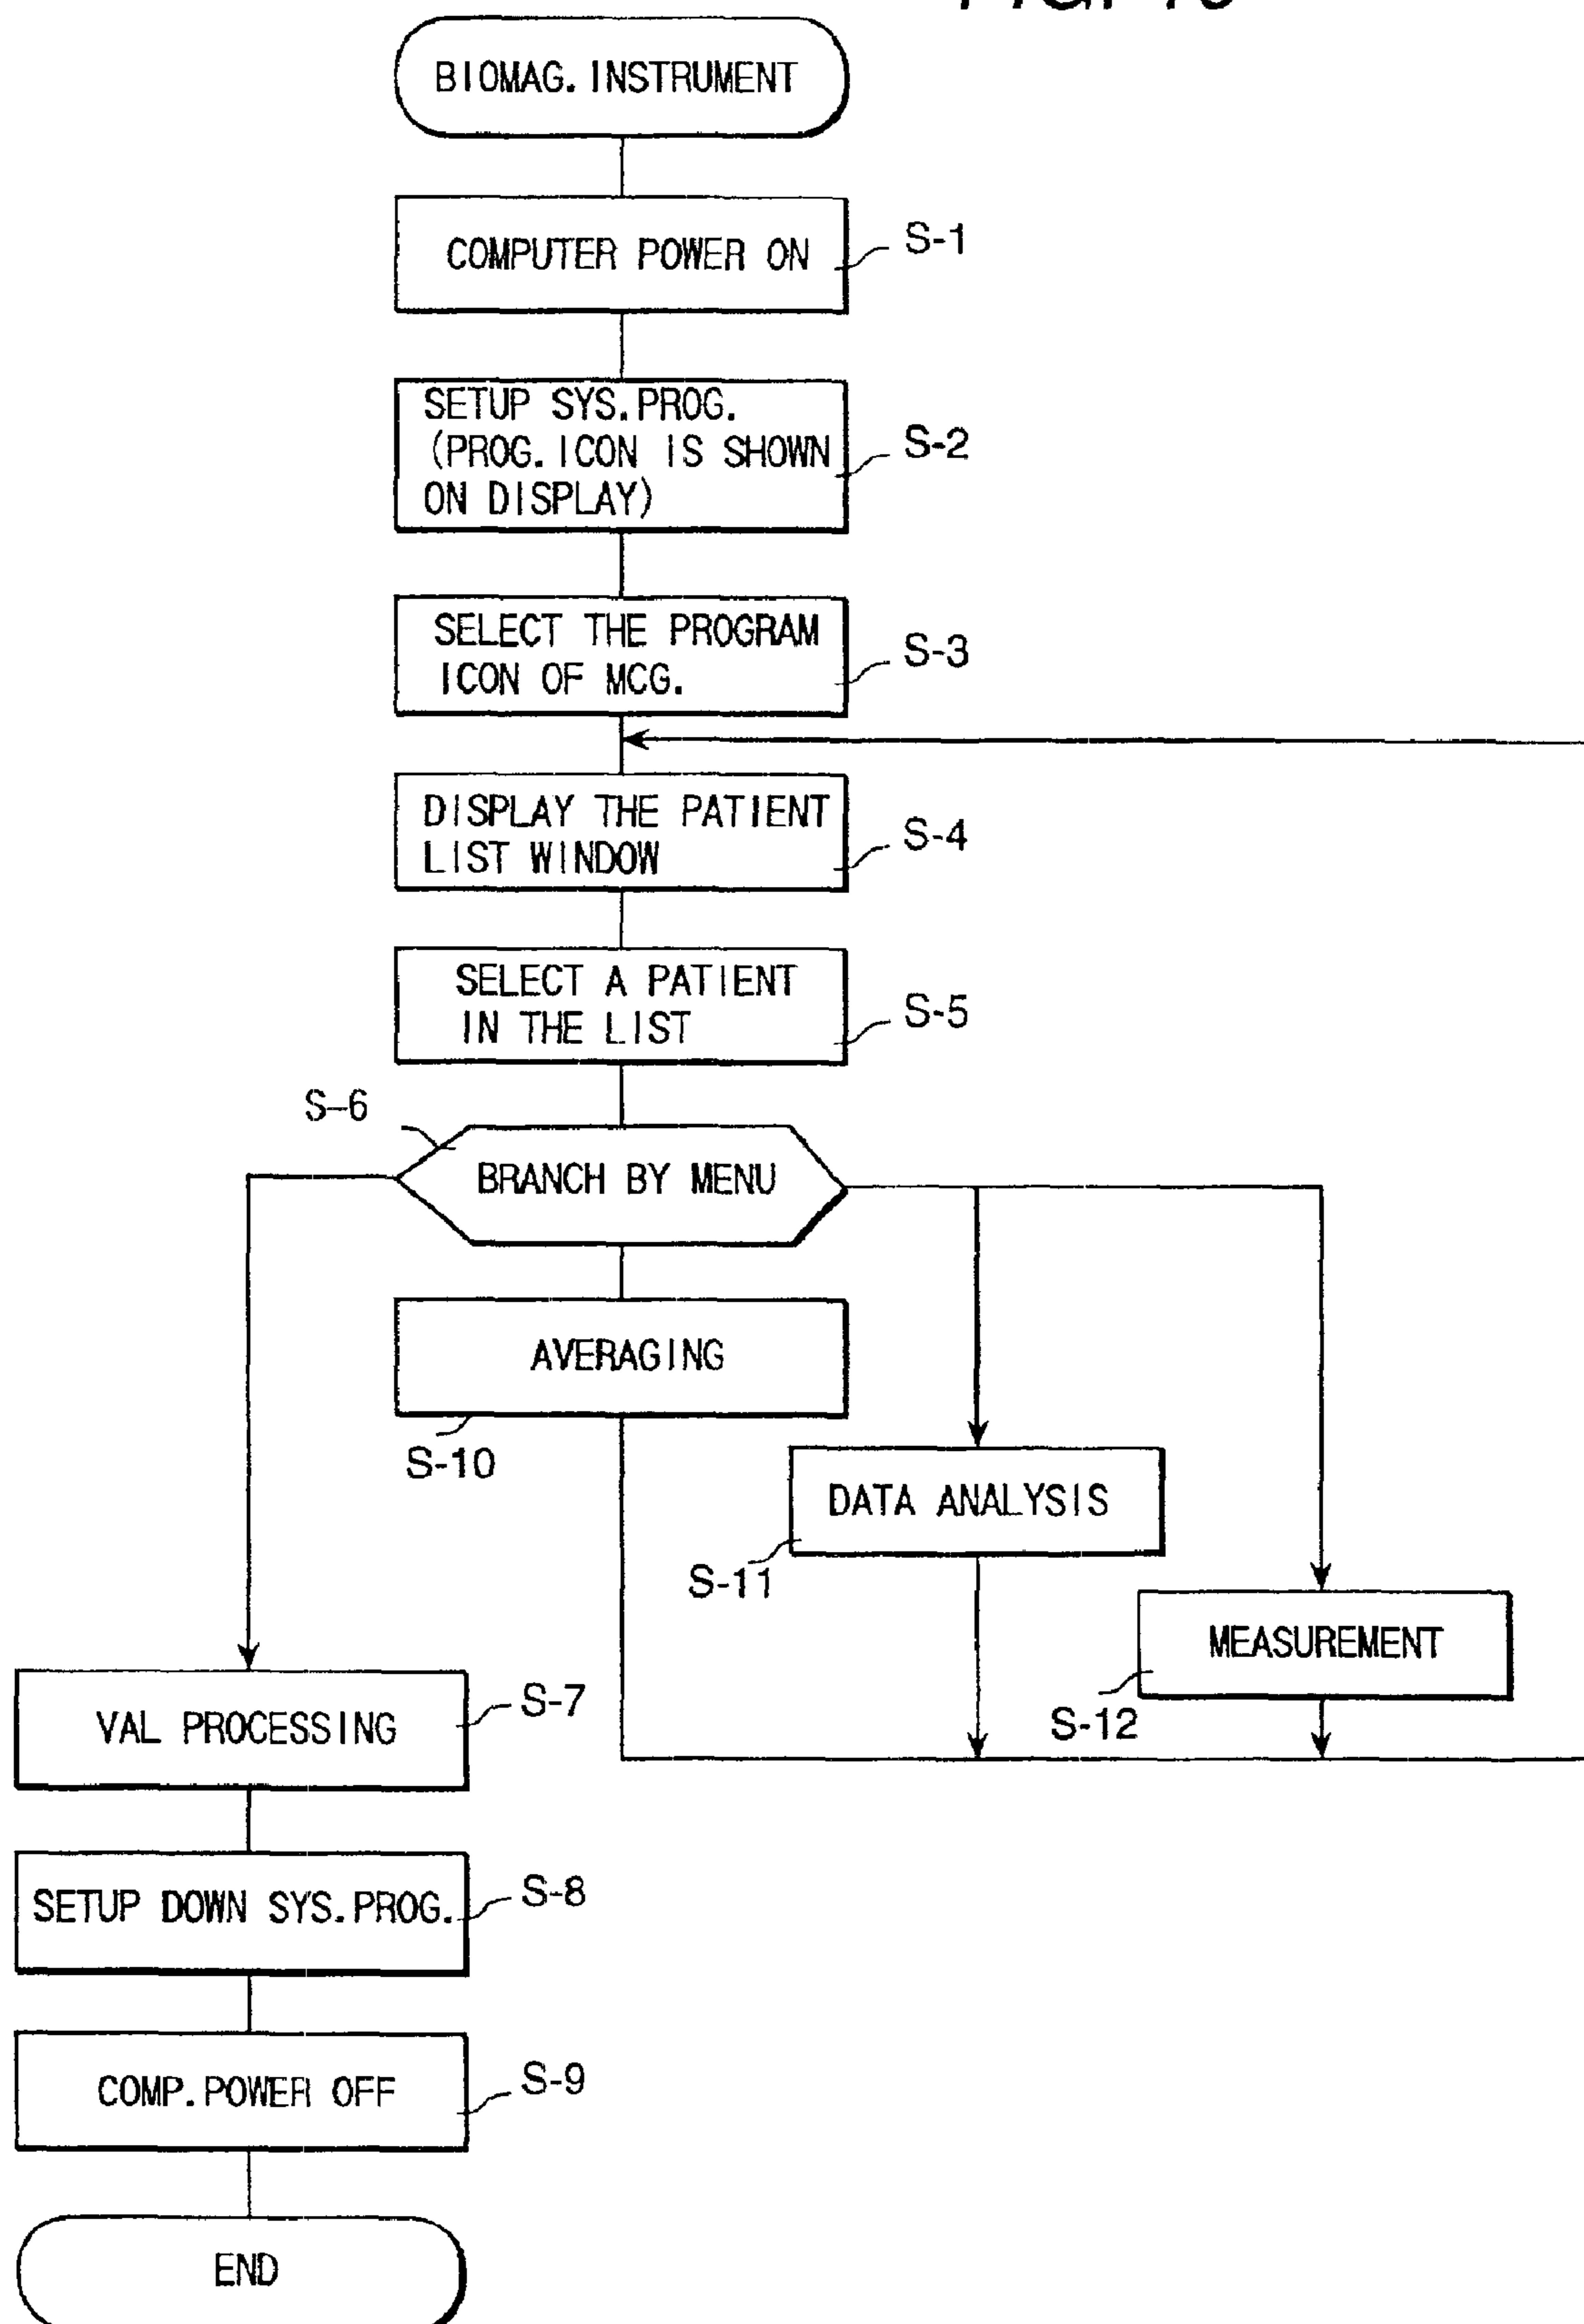 BIOMAG.INSTRUMENT
COMPUTER POWER ON
S-1
SETUP SYS.PROG.
(PROG.ICON IS SHOWN
ON DISPLAY)
S-2
SELECT THE PROGRAM
ICON OF MCG.
S-3
DISPLAY THE PATIENT
LIST WINDOW
S-4
SELECT A PATIENT
IN THE LIST
S-5
S-6
BRANCH BY MENU
AVERAGING
S-10
DATA ANALYSIS
S-11
MEASUREMENT
S-12
VAL PROCESSING
S-7
SETUP DOWN SYS.PROG.
S-8
COMP.POWER OFF
S-9
END